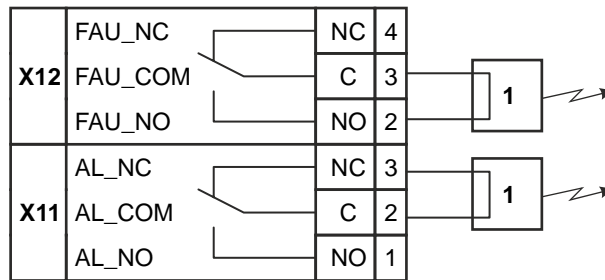 FAU_NC NC 4
X12 FAU_COM C 3
FAU_NO NO 2
1
AL_NC NC 3
X11 AL_COM C 2
AL_NO NO 1
1